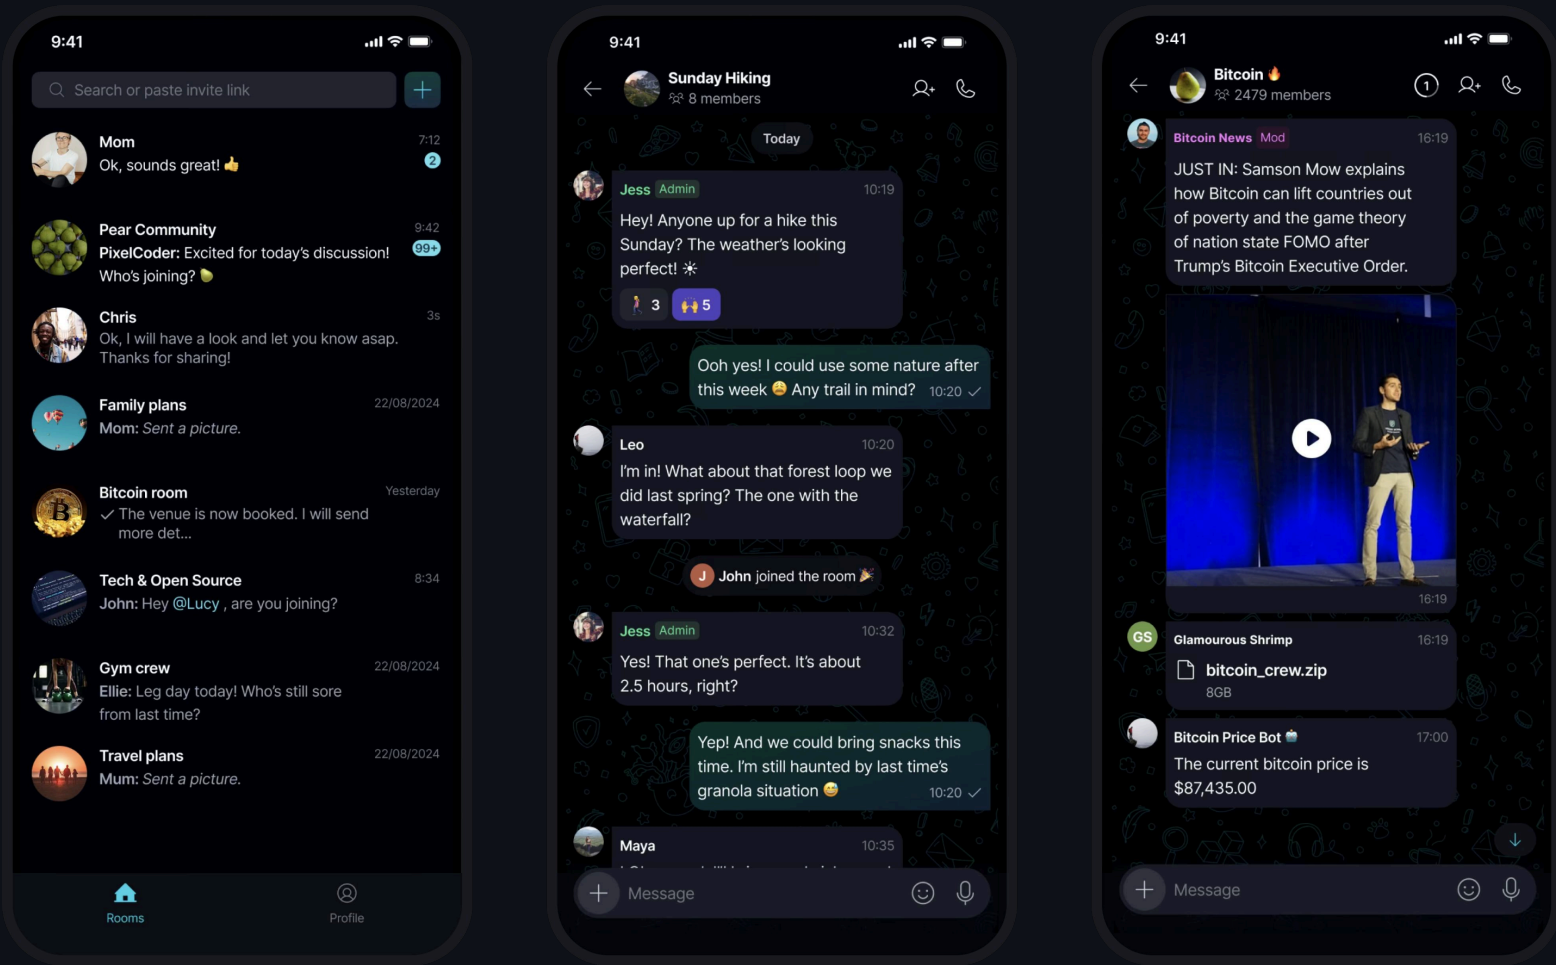 9:41
Search or paste invite link
Mom
7:12
Ok, sounds great! 👍
2
Pear Community
9:42
PixelCoder: Excited for today's discussion!
99+
Who's joining? 🍐
Chris
3s
Ok, I will have a look and let you know asap.
Thanks for sharing!
Family plans
22/08/2024
Mom: Sent a picture.
Bitcoin room
Yesterday
✓ The venue is now booked. I will send
more det...
Tech & Open Source
8:34
John: Hey @Lucy , are you joining?
Gym crew
22/08/2024
Ellie: Leg day today! Who's still sore
from last time?
Travel plans
22/08/2024
Mum: Sent a picture.
Rooms
Profile
9:41
Sunday Hiking
8 members
Today
Jess Admin
10:19
Hey! Anyone up for a hike this
Sunday? The weather's looking
perfect! ☀
🚶 3 🙌 5
Ooh yes! I could use some nature after
this week 😩 Any trail in mind? 10:20 ✓
Leo
10:20
I'm in! What about that forest loop we
did last spring? The one with the
waterfall?
J John joined the room 🎉
Jess Admin
10:32
Yes! That one's perfect. It's about
2.5 hours, right?
Yep! And we could bring snacks this
time. I'm still haunted by last time's
granola situation 😅 10:20 ✓
Maya
10:35
Message
9:41
Bitcoin 🔥
2479 members
1
Bitcoin News Mod
16:19
JUST IN: Samson Mow explains
how Bitcoin can lift countries out
of poverty and the game theory
of nation state FOMO after
Trump's Bitcoin Executive Order.
16:19
GS
Glamourous Shrimp
16:19
bitcoin_crew.zip
8GB
Bitcoin Price Bot 🤖
17:00
The current bitcoin price is
$87,435.00
Message